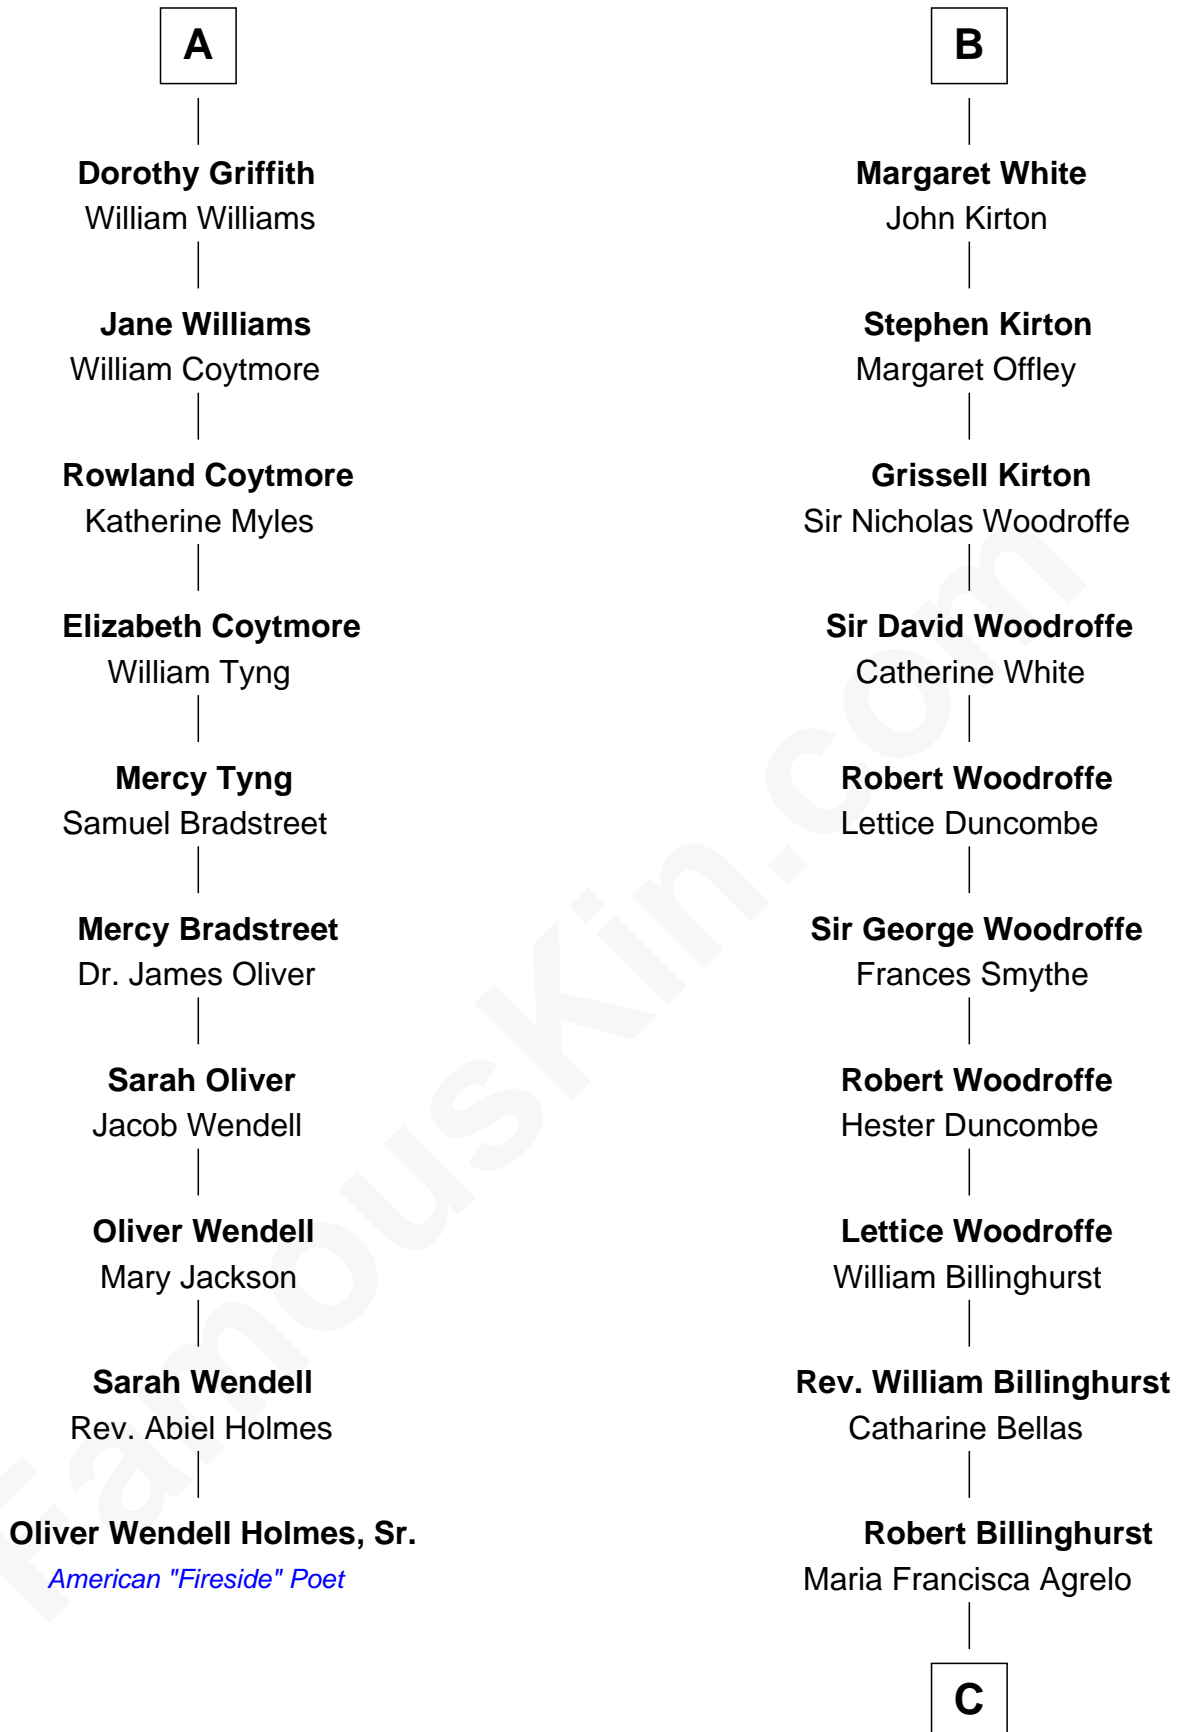 A
Dorothy Griffith
William Williams
Jane Williams
William Coytmore
Rowland Coytmore
Katherine Myles
Elizabeth Coytmore
William Tyng
Mercy Tyng
Samuel Bradstreet
Mercy Bradstreet
Dr. James Oliver
Sarah Oliver
Jacob Wendell
Oliver Wendell
Mary Jackson
Sarah Wendell
Rev. Abiel Holmes
Oliver Wendell Holmes, Sr.
American "Fireside" Poet
B
Margaret White
John Kirton
Stephen Kirton
Margaret Offley
Grissell Kirton
Sir Nicholas Woodroffe
Sir David Woodroffe
Catherine White
Robert Woodroffe
Lettice Duncombe
Sir George Woodroffe
Frances Smythe
Robert Woodroffe
Hester Duncombe
Lettice Woodroffe
William Billinghurst
Rev. William Billinghurst
Catharine Bellas
Robert Billinghurst
Maria Francisca Agrelo
C
FamousKin.com